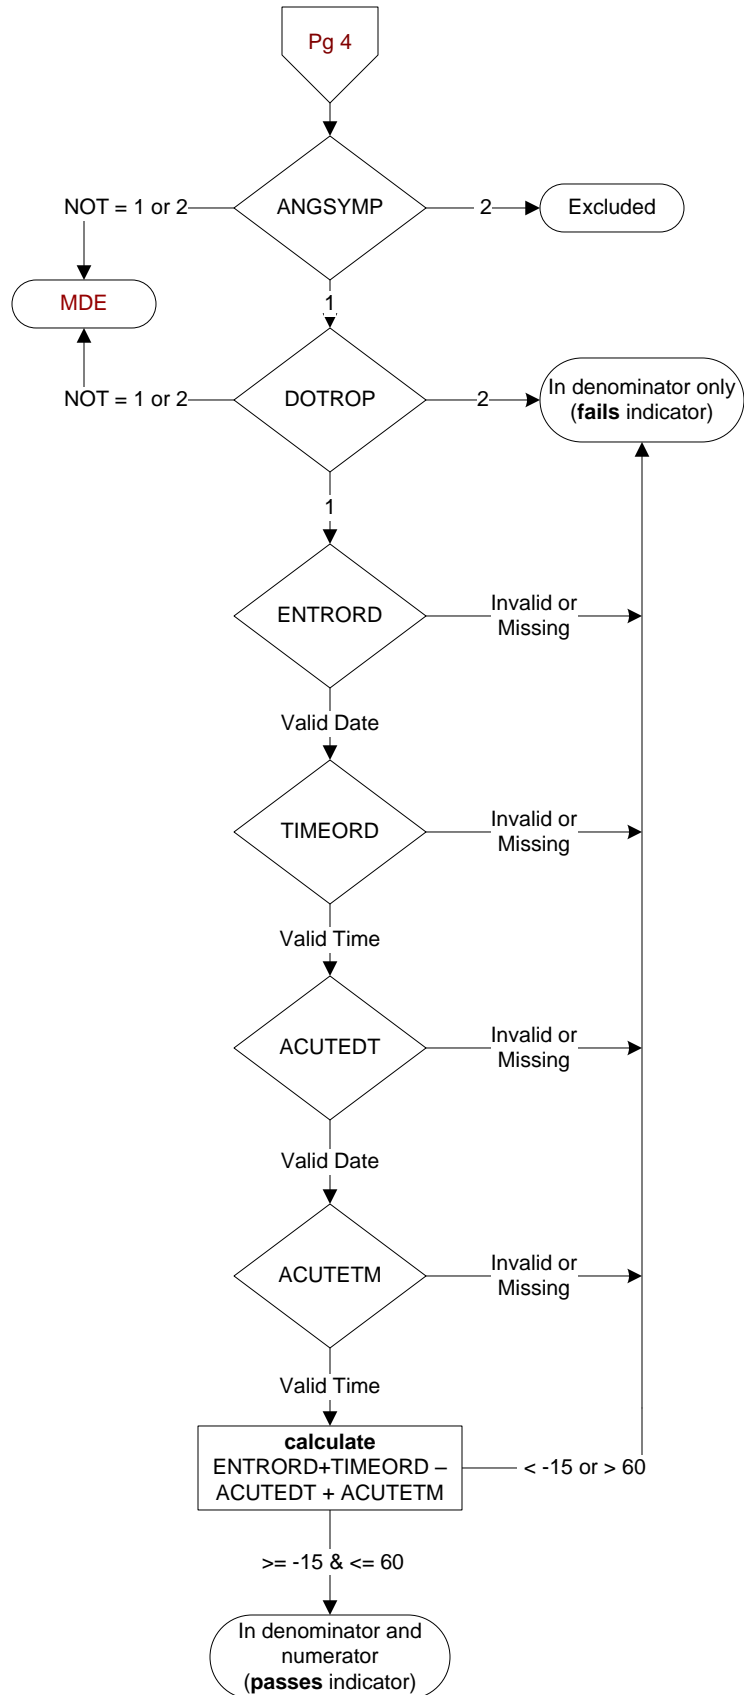 Pg 4
NOT = 1 or 2
ANGSYMP
2
Excluded
MDE
1
NOT = 1 or 2
DOTROP
2
In denominator only
(fails indicator)
1
ENTRORD
Invalid or
Missing
Valid Date
TIMEORD
Invalid or
Missing
Valid Time
ACUTEDT
Invalid or
Missing
Valid Date
ACUTETM
Invalid or
Missing
Valid Time
calculate
ENTRORD+TIMEORD –
ACUTEDT + ACUTETM
< -15 or > 60
>= -15 & <= 60
In denominator and
numerator
(passes indicator)